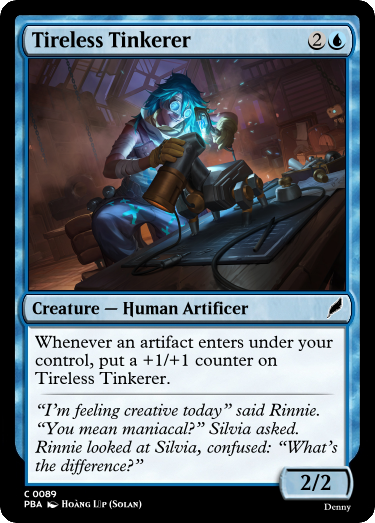 Tireless Tinkerer 2
Creature — Human Artificer
Whenever an artifact enters under your
control, put a +1/+1 counter on
Tireless Tinkerer.
“I’m feeling creative today” said Rinnie.
“You mean maniacal?” Silvia asked.
Rinnie looked at Silvia, confused: “What’s
the difference?”
2/2
C 0089
PBA Hoàng (Solan)
Denny